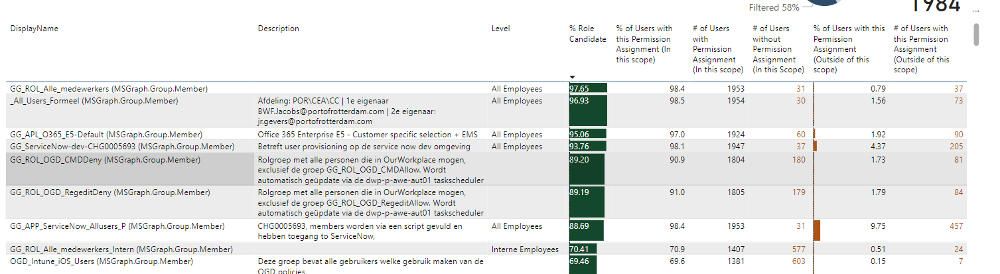 Filtered 58%
1984
DisplayName Description Level % Role Candidate % of Users with this Permission Assignment (In this scope) # of Users with Permission Assignment (In this scope) # of Users without Permission Assignment (In this Scope) % of Users with this Permission Assignment (Outside of this scope) # of Users with this Permission Assignment (Outside of this scope)
GG_ROL_Alle_medewerkers (MSGraph.Group.Member) All Employees 97.65 98.4 1953 31 0.79 37
_All_Users_Formeel (MSGraph.Group.Member) Afdeling: POR\CEA\CC | 1e eigenaar All Employees 96.93 98.5 1954 30 1.56 73
BWF.Jacobs@portofrotterdam.com | 2e eigenaar:
jr.gevers@portofrotterdam.com
GG_APL_O365_E5-Default (MSGraph.Group.Member) Office 365 Enterprise E5 - Customer specific selection + EMS All Employees 95.06 97.0 1924 60 1.92 90
GG_ServiceNow-dev-CHG0005693 (MSGraph.Group.Member) Betreft user provisioning op de service now dev omgeving All Employees 93.76 98.1 1947 37 4.37 205
GG_ROL_OGD_CMDDeny (MSGraph.Group.Member) Rolgroep met alle personen die in OurWorkplace mogen, All Employees 89.20 90.9 1804 180 1.73 81
exclusief de groep GG_ROL_OGD_CMDAllow. Wordt
automatisch geüpdate via de dwp-p-awe-aut01 taskscheduler
GG_ROL_OGD_RegeditDeny (MSGraph.Group.Member) Rolgroep met alle personen die in OurWorkplace mogen, All Employees 89.19 91.0 1805 179 1.79 84
exclusief de groep GG_ROL_OGD_RegeditAllow. Wordt
automatisch geüpdate via de dwp-p-awe-aut01 taskscheduler
GG_APP_ServiceNow_Allusers_P (MSGraph.Group.Member) CHG0005693, members worden via een script gevuld en All Employees 88.69 98.4 1953 31 9.75 457
hebben toegang to ServiceNow,
GG_ROL_Alle_medewerkers_Intern (MSGraph.Group.Member) Interne Employees 70.41 70.9 1407 577 0.51 24
OGD_Intune_iOS_Users (MSGraph.Group.Member) Deze groep bevat alle gebruikers welke gebruik maken van de All Employees 69.46 69.6 1381 603 0.15 7
OGD policies